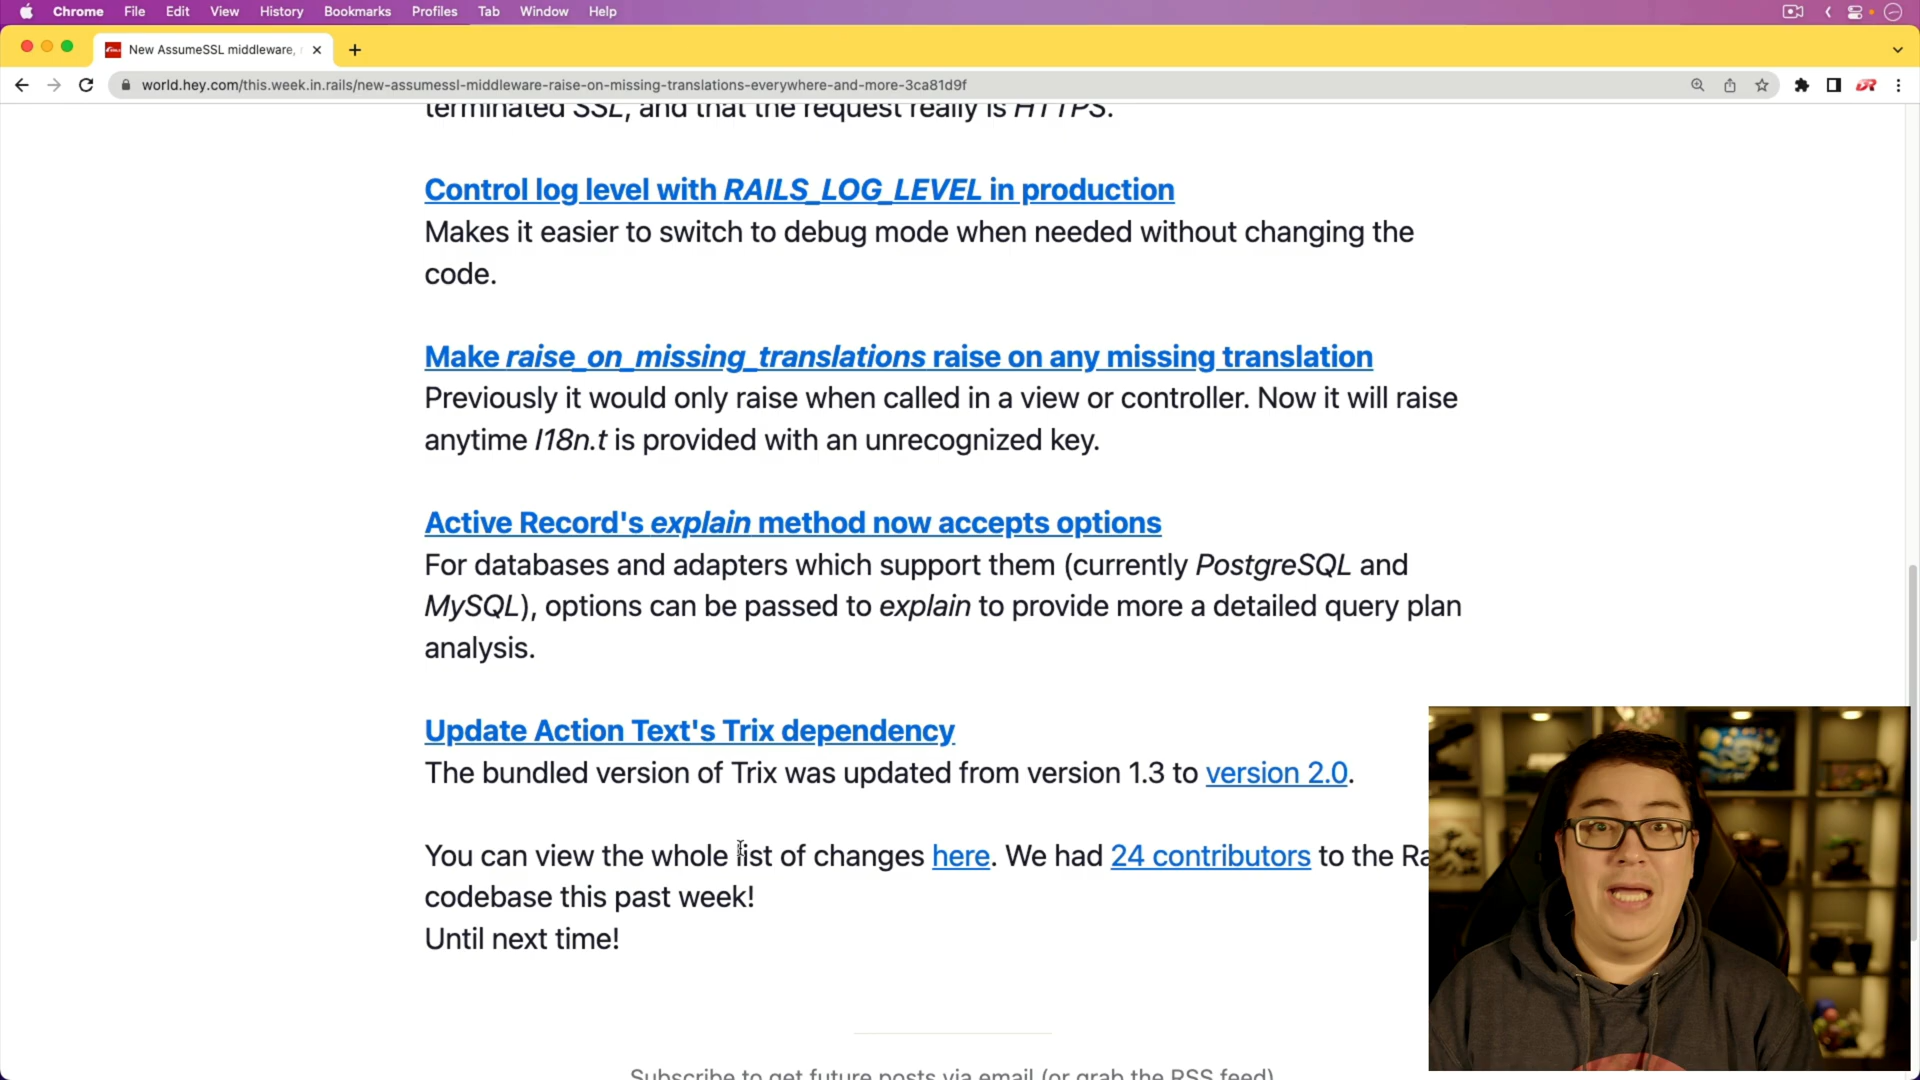 Chrome File Edit View History Bookmarks Profiles Tab Window Help
New AssumeSSL middleware,
world.hey.com/this.week.in.rails/new-assumessl-middleware-raise-on-missing-translations-everywhere-and-more-3ca81d9f
terminated SSL, and that the request really is HTTPS.
Control log level with RAILS_LOG_LEVEL in production
Makes it easier to switch to debug mode when needed without changing the
code.
Make raise_on_missing_translations raise on any missing translation
Previously it would only raise when called in a view or controller. Now it will raise
anytime I18n.t is provided with an unrecognized key.
Active Record's explain method now accepts options
For databases and adapters which support them (currently PostgreSQL and
MySQL), options can be passed to explain to provide more a detailed query plan
analysis.
Update Action Text's Trix dependency
The bundled version of Trix was updated from version 1.3 to version 2.0.
You can view the whole list of changes here. We had 24 contributors to the Ra
codebase this past week!
Until next time!
Subscribe to get future posts via email (or grab the RSS feed)